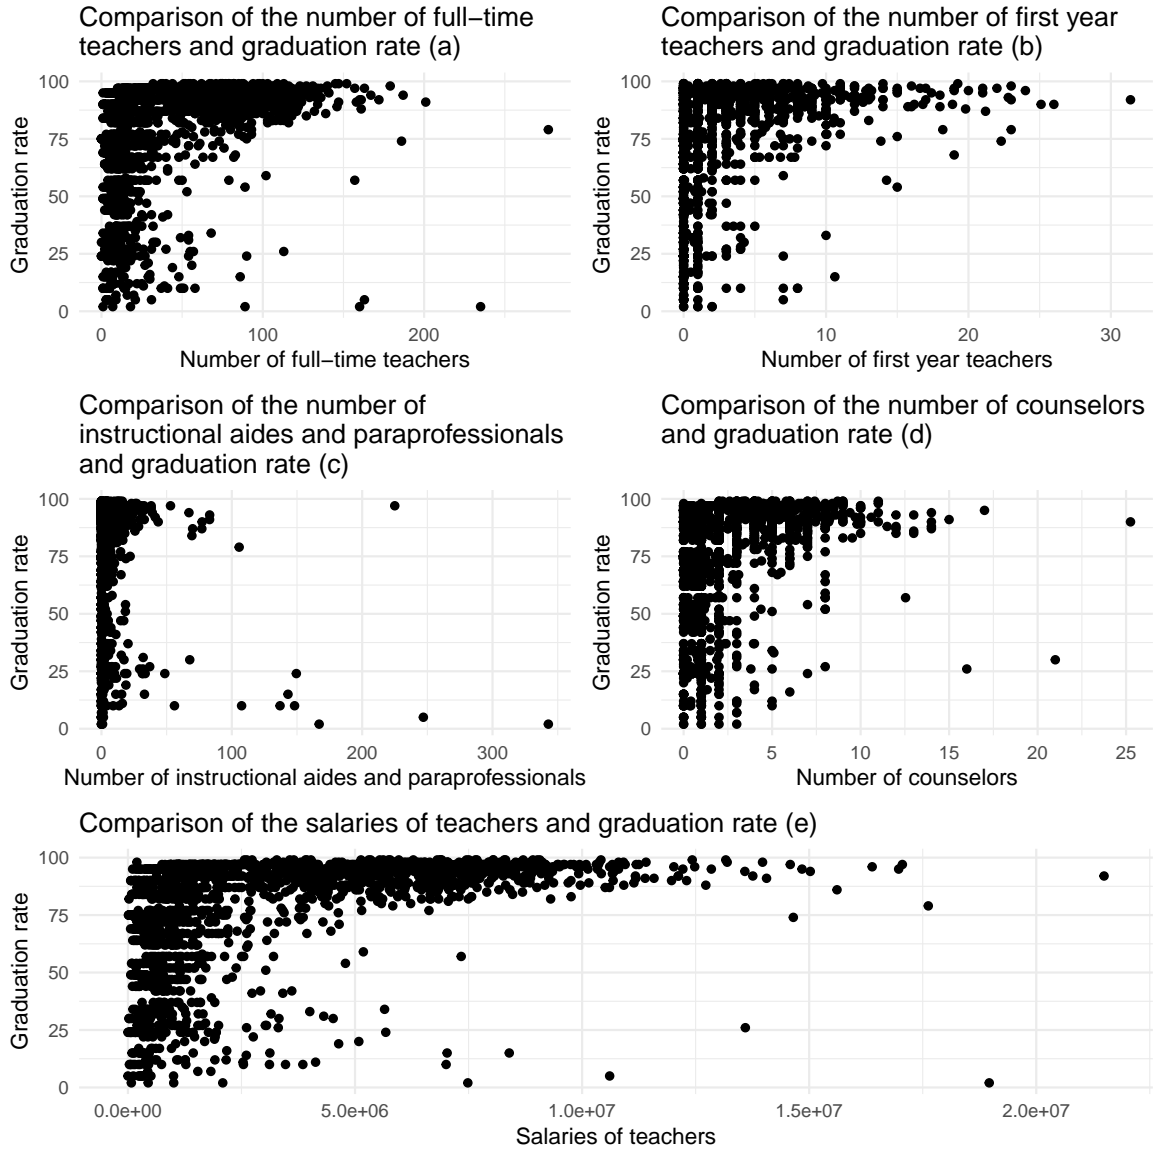 Comparison of the number of full−time
teachers and graduation rate (a)
100
75
50
25
0
Graduation rate
0 100 200
Number of full−time teachers
Comparison of the number of first year
teachers and graduation rate (b)
100
75
50
25
0
Graduation rate
0 10 20 30
Number of first year teachers
Comparison of the number of
instructional aides and paraprofessionals
and graduation rate (c)
100
75
50
25
0
Graduation rate
0 100 200 300
Number of instructional aides and paraprofessionals
Comparison of the number of counselors
and graduation rate (d)
100
75
50
25
0
Graduation rate
0 5 10 15 20 25
Number of counselors
Comparison of the salaries of teachers and graduation rate (e)
100
75
50
25
0
Graduation rate
0.0e+00 5.0e+06 1.0e+07 1.5e+07 2.0e+07
Salaries of teachers